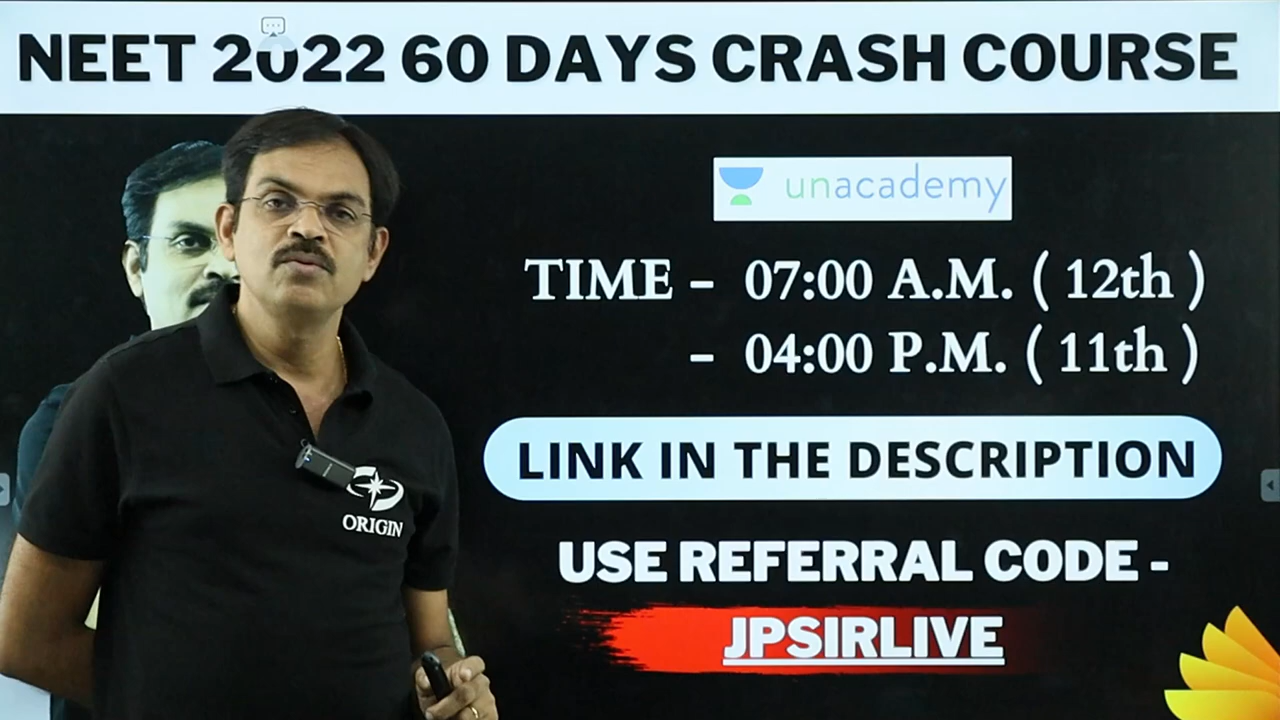 NEET 2022 60 DAYS CRASH COURSE
unacademy
TIME – 07:00 A.M. ( 12th )
– 04:00 P.M. ( 11th )
LINK IN THE DESCRIPTION
ORIGIN
USE REFERRAL CODE -
JPSIRLIVE